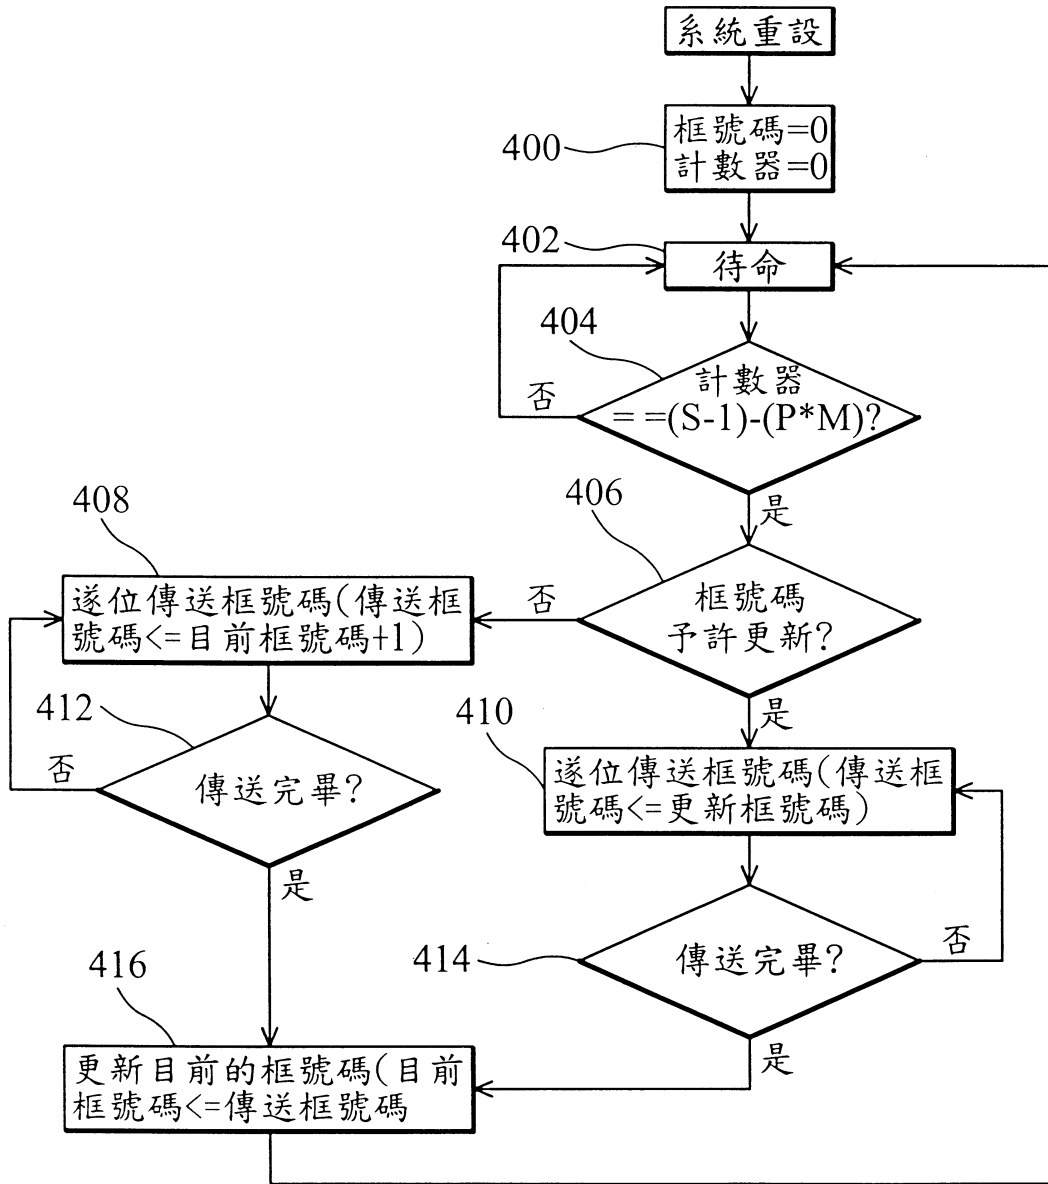 系統重設
400
框號碼=0
計數器=0
402
待命
404
計數器
= =(S-1)-(P*M)?
否
是
406
框號碼
予許更新?
否
是
408
遂位傳送框號碼(傳送框
號碼<=目前框號碼+1)
412
傳送完畢?
否
是
410
遂位傳送框號碼(傳送框
號碼<=更新框號碼)
414
傳送完畢?
否
是
416
更新目前的框號碼(目前
框號碼<=傳送框號碼